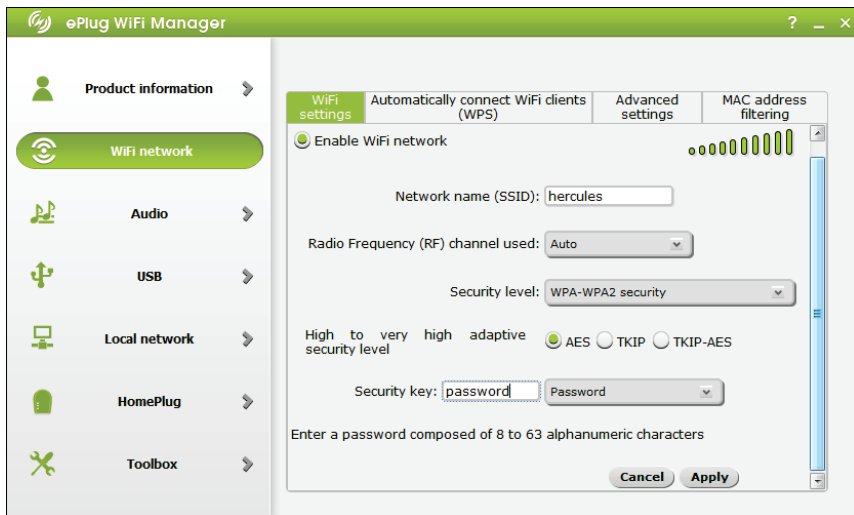 ePlug WiFi Manager ? _ ×
Product information
WiFi network
Audio
USB
Local network
HomePlug
Toolbox
WiFi settings
Automatically connect WiFi clients (WPS)
Advanced settings
MAC address filtering
Enable WiFi network
Network name (SSID): hercules
Radio Frequency (RF) channel used: Auto
Security level: WPA-WPA2 security
High to very high adaptive
security level
AES TKIP TKIP-AES
Security key: password Password
Enter a password composed of 8 to 63 alphanumeric characters
Cancel Apply